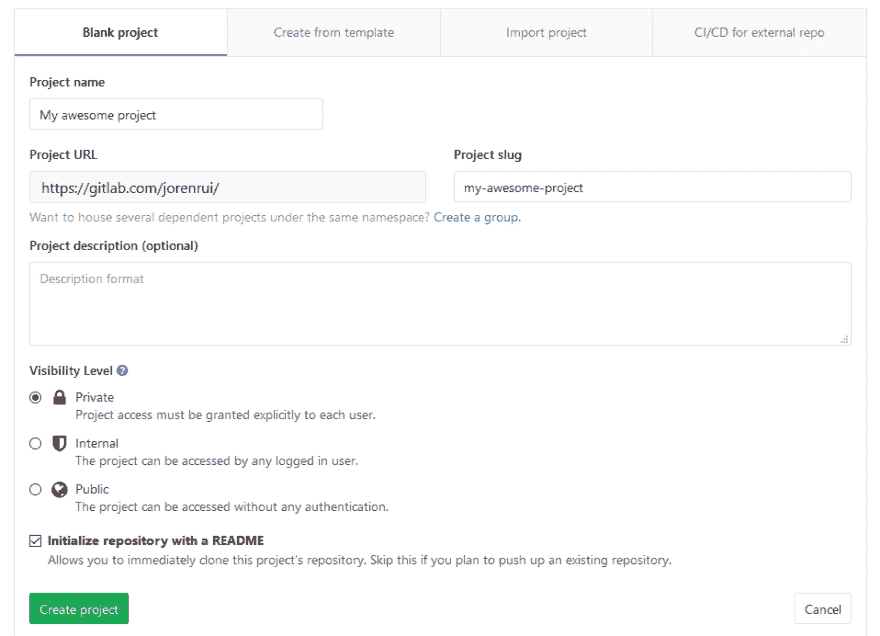 Blank project
Create from template
Import project
CI/CD for external repo
Project name
My awesome project
Project URL
Project slug
https://gitlab.com/jorenrui/
my-awesome-project
Want to house several dependent projects under the same namespace? Create a group.
Project description (optional)
Description format
Visibility Level ?
Private
Project access must be granted explicitly to each user.
Internal
The project can be accessed by any logged in user.
Public
The project can be accessed without any authentication.
Initialize repository with a README
Allows you to immediately clone this project's repository. Skip this if you plan to push up an existing repository.
Create project
Cancel